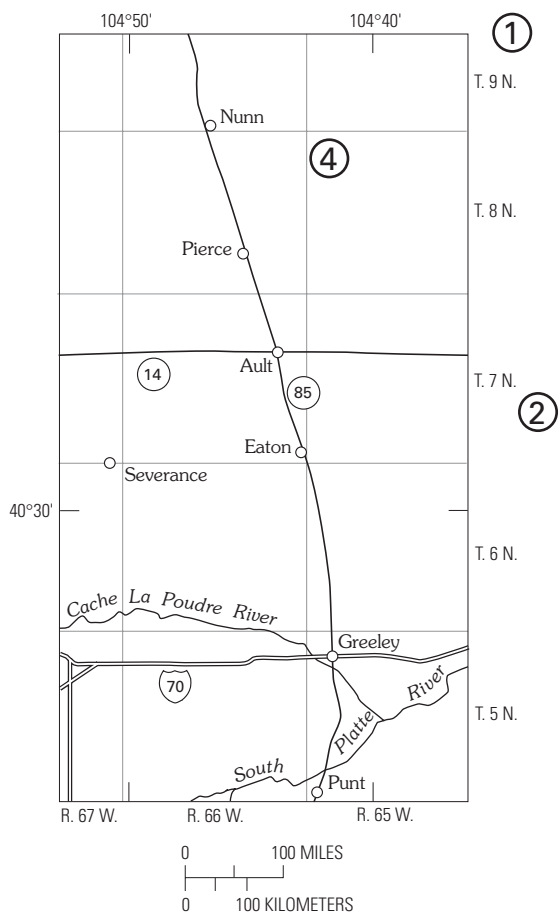 104°50'
104°40'
1
T. 9 N.
Nunn
4
T. 8 N.
Pierce
Ault
14
T. 7 N.
85
2
Eaton
Severance
40°30'
T. 6 N.
Cache La Poudre River
Greeley
70
South Platte River
T. 5 N.
Punt
R. 67 W.
R. 66 W.
R. 65 W.
0 100 MILES
0 100 KILOMETERS